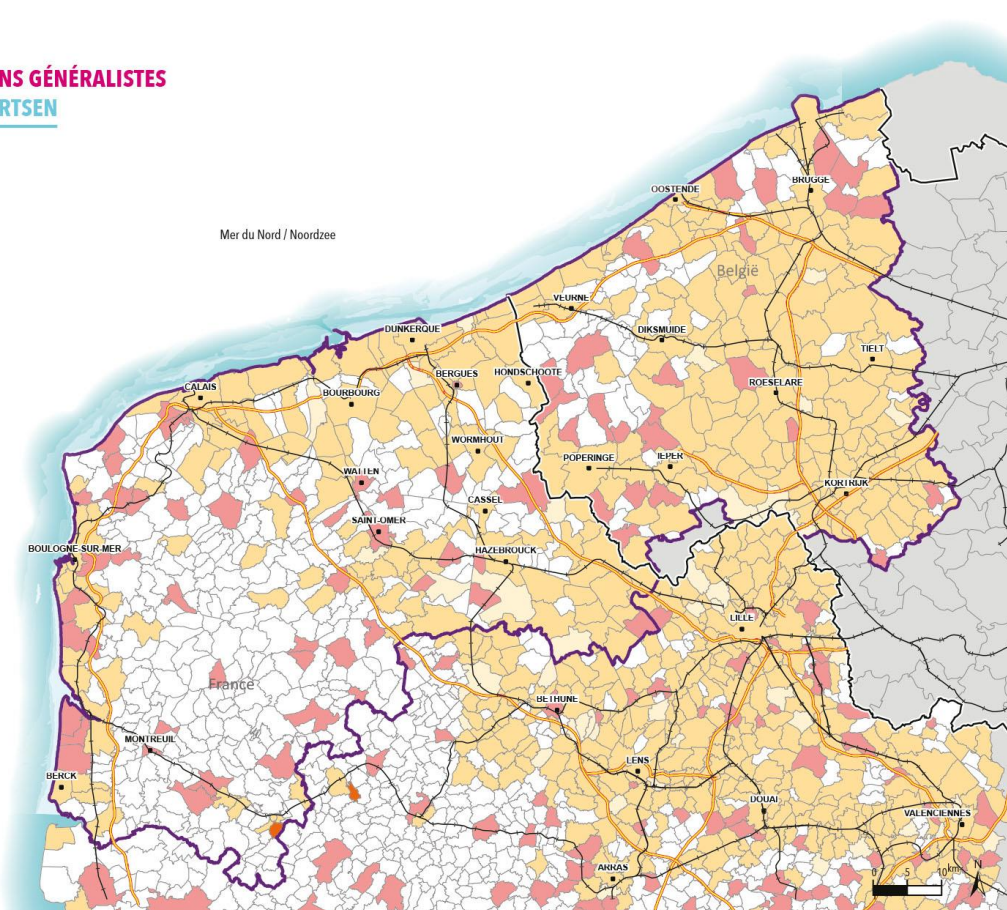 NS GÉNÉRALISTES
RTSEN
Mer du Nord / Noordzee
BRUGGE
OOSTENDE
België
VEURNE
DUNKERQUE
DIKSMUIDE
TIELT
BERGUES
HONDSCHOOTE
ROESELARE
CALAIS
BOURBOURG
WORMHOUT
POPERINGE
IEPER
WATTEN
KORTRIJK
CASSEL
SAINT-OMER
BOULOGNE-SUR-MER
HAZEBROUCK
LILLE
France
BETHUNE
MONTREUIL
LENS
BERCK
DOUAI
VALENCIENNES
ARRAS
N
0 5 10km